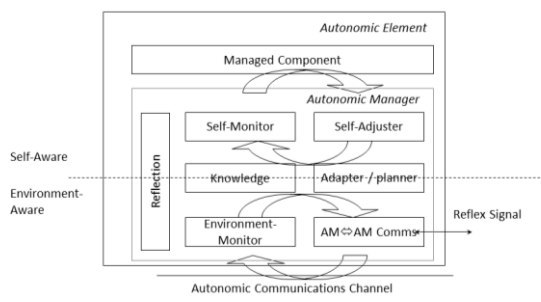 Autonomic Element
Managed Component
Autonomic Manager
Self-Monitor
Self-Adjuster
Self-Aware
Reflection
Knowledge
Adapter / planner
Environment-
Aware
Environment-
Monitor
AM⇔AM Comms
Reflex Signal
Autonomic Communications Channel